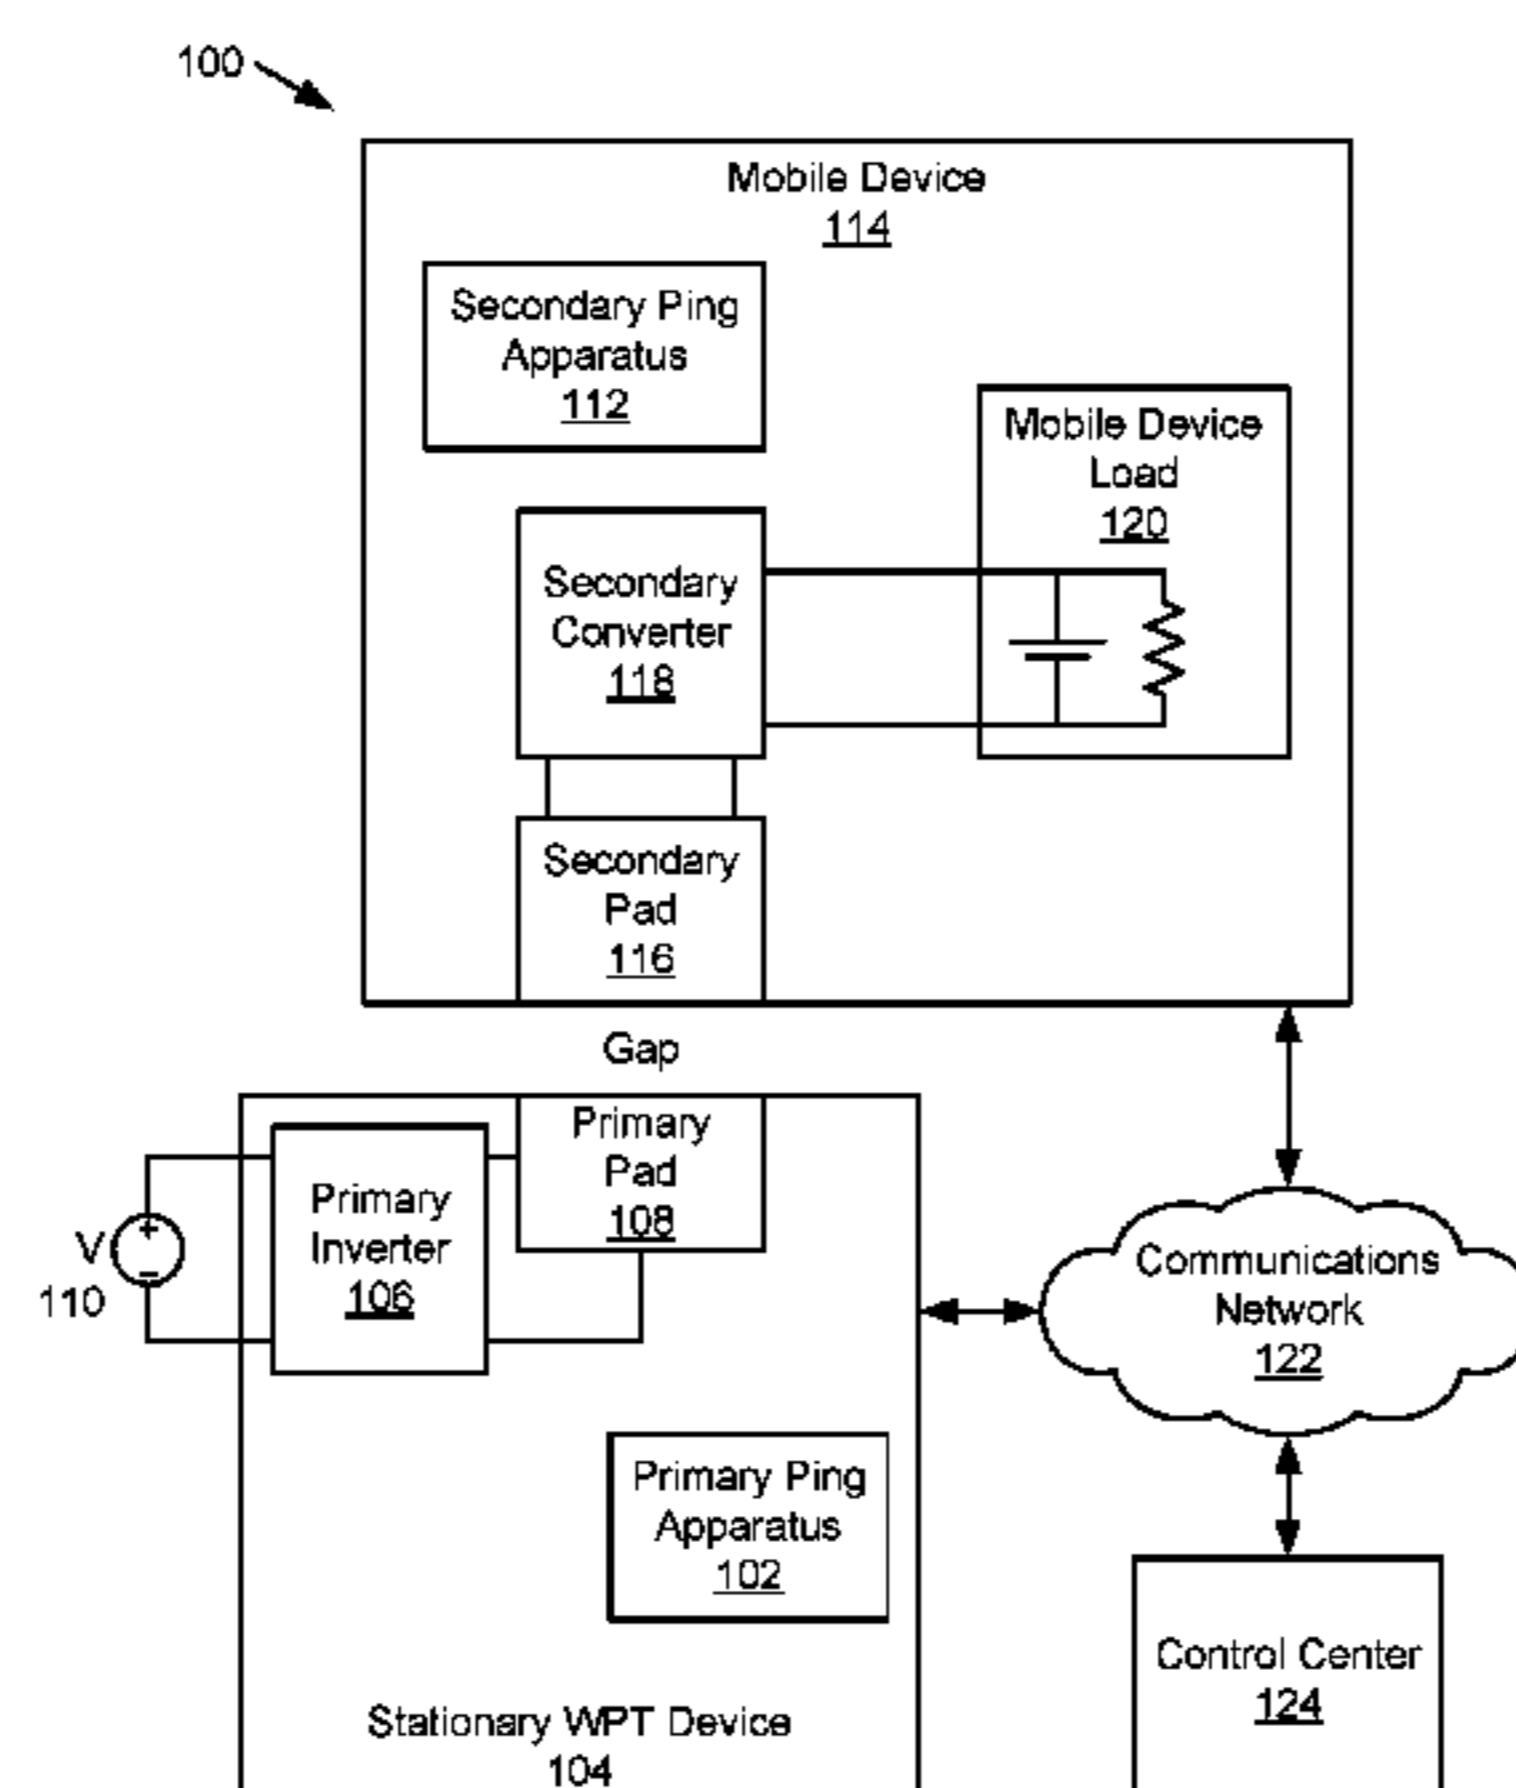 100
Mobile Device
114
Secondary Ping
Apparatus
112
Mobile Device
Load
120
Secondary
Converter
118
Secondary
Pad
116
Gap
Primary
Pad
108
Primary
Inverter
106
V
110
+
−
Communications
Network
122
Primary Ping
Apparatus
102
Control Center
124
Stationary WPT Device
104